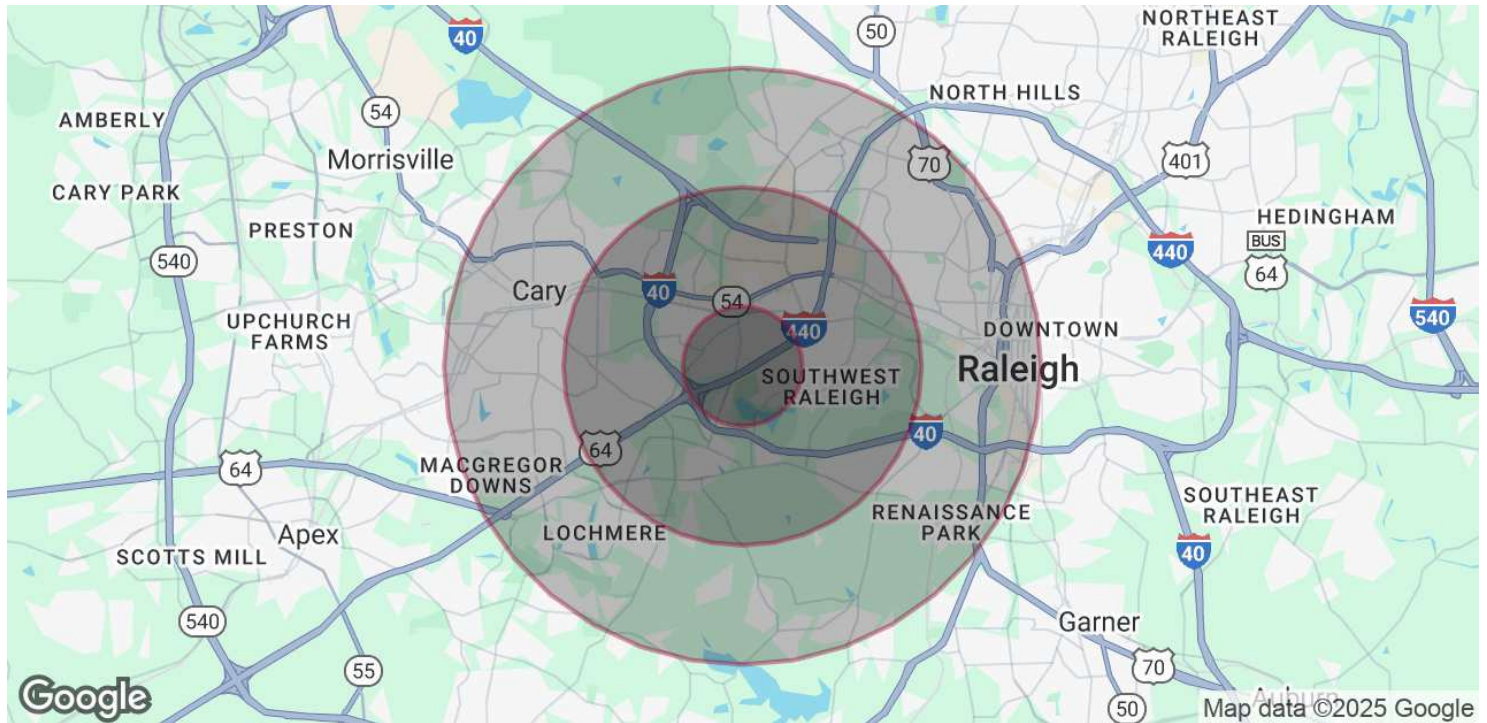 NORTHEAST
RALEIGH
50
40
NORTH HILLS
AMBERLY
54
Morrisville
70
401
CARY PARK
PRESTON
HEDINGHAM
BUS
64
440
540
Cary
40
54
440
540
UPCHURCH
FARMS
DOWNTOWN
Raleigh
SOUTHWEST
RALEIGH
40
64
64
MACGREGOR
DOWNS
SOUTHEAST
RALEIGH
RENAISSANCE
PARK
LOCHMERE
Apex
SCOTTS MILL
40
540
Garner
55
70
50
Auburn
Google
Map data ©2025 Google